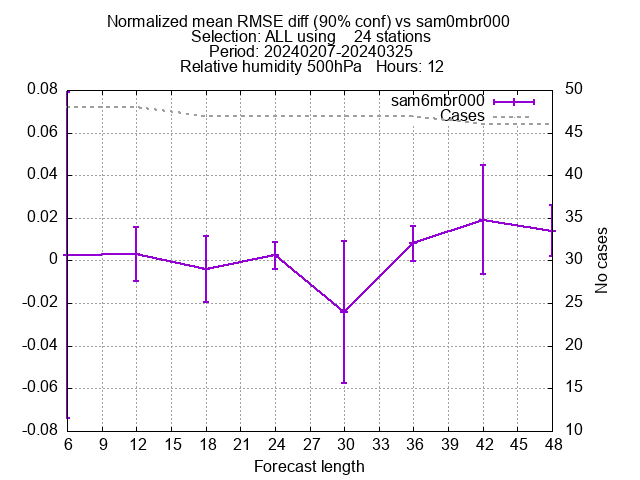 Normalized mean RMSE diff (90% conf) vs sam0mbr000
Selection: ALL using    24 stations
Period: 20240207-20240325
Relative humidity 500hPa   Hours: 12
sam6mbr000
Cases
0.08
0.06
0.04
0.02
0
-0.02
-0.04
-0.06
-0.08
50
45
40
35
30
25
20
15
10
No cases
6 9 12 15 18 21 24 27 30 33 36 39 42 45 48
Forecast length